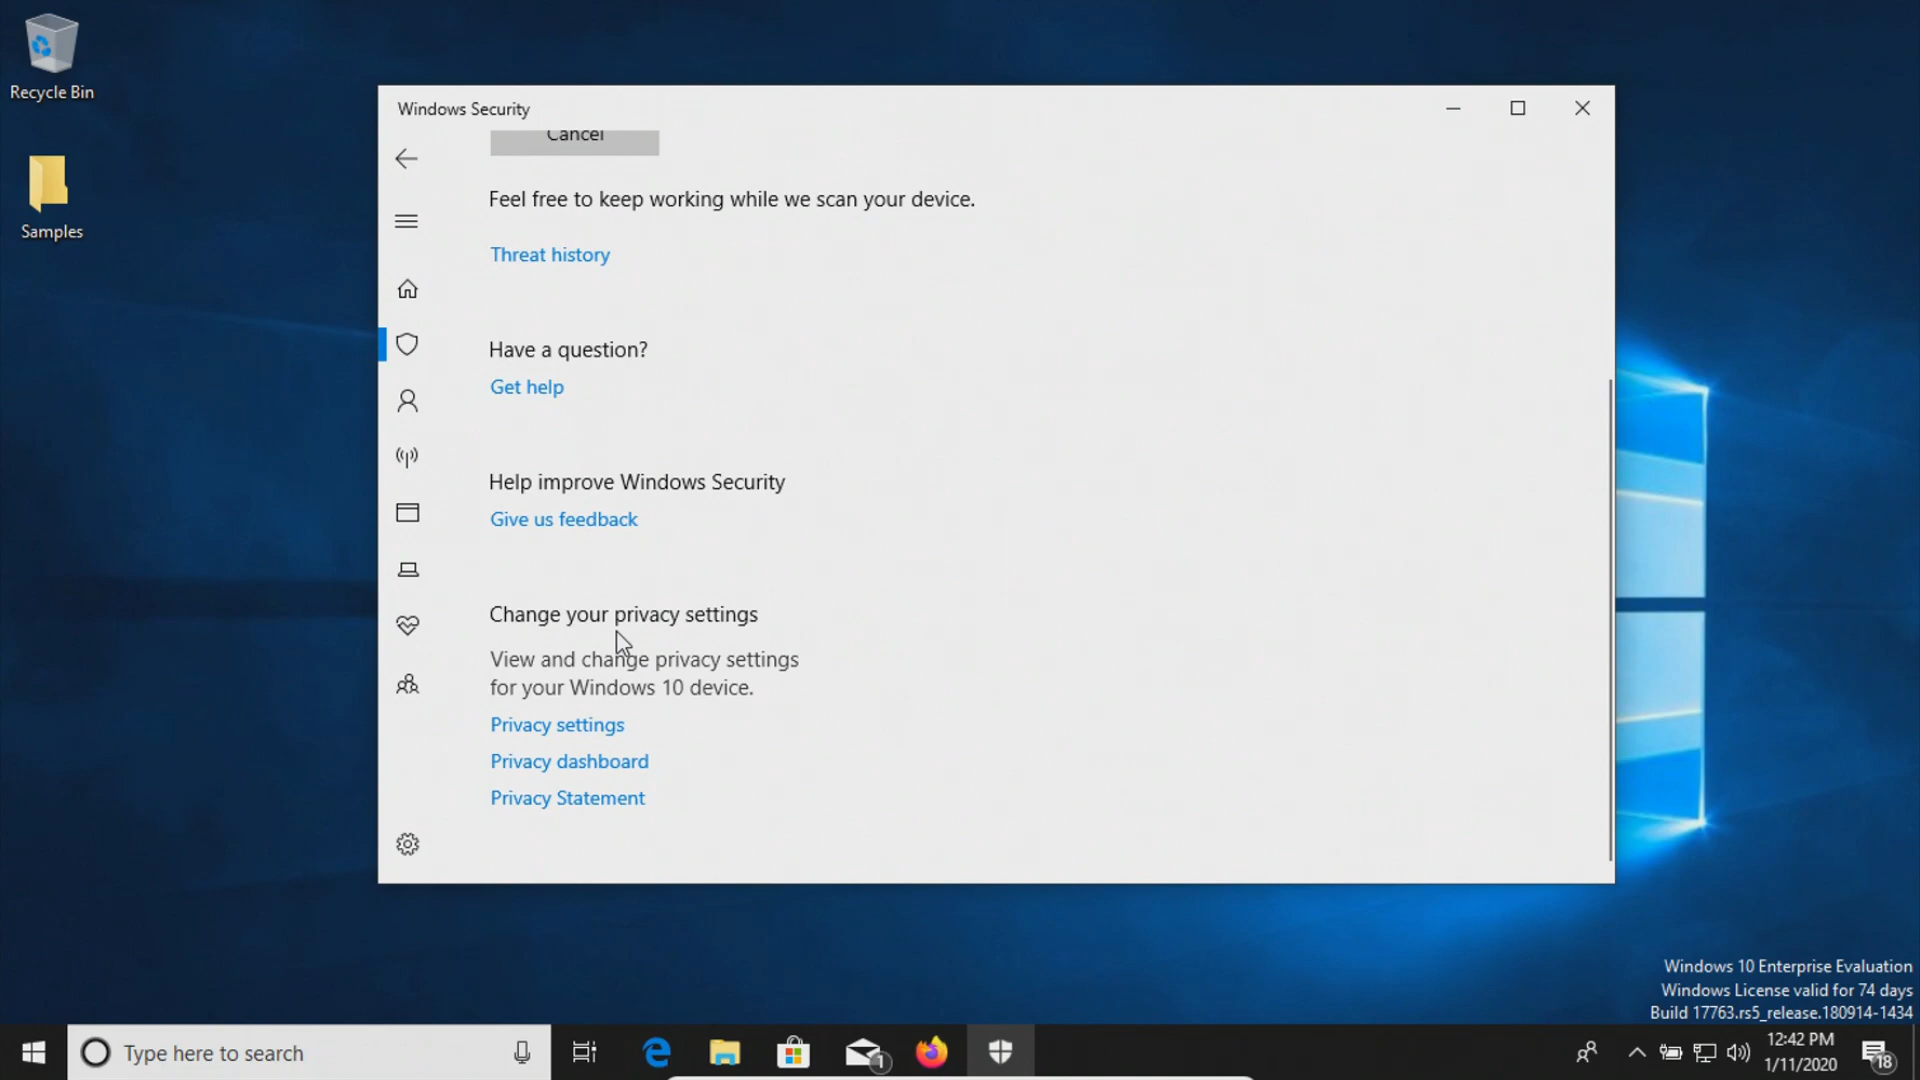 Recycle Bin
Samples
Windows Security
Cancel
Feel free to keep working while we scan your device.
Threat history
Have a question?
Get help
Help improve Windows Security
Give us feedback
Change your privacy settings
View and change privacy settings
for your Windows 10 device.
Privacy settings
Privacy dashboard
Privacy Statement
Windows 10 Enterprise Evaluation
Windows License valid for 74 days
Build 17763.rs5_release.180914-1434
Type here to search
1
12:42 PM
1/11/2020
18